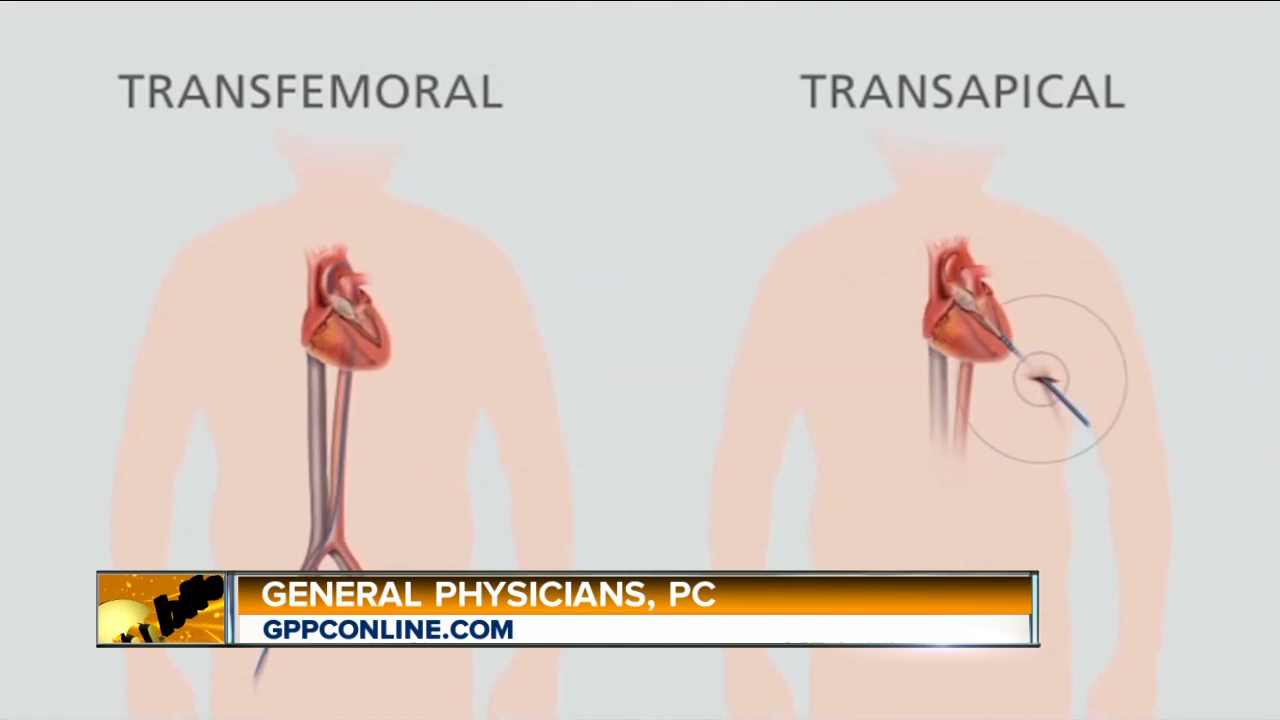 TRANSFEMORAL
TRANSAPICAL
GENERAL PHYSICIANS, PC
GPPCONLINE.COM